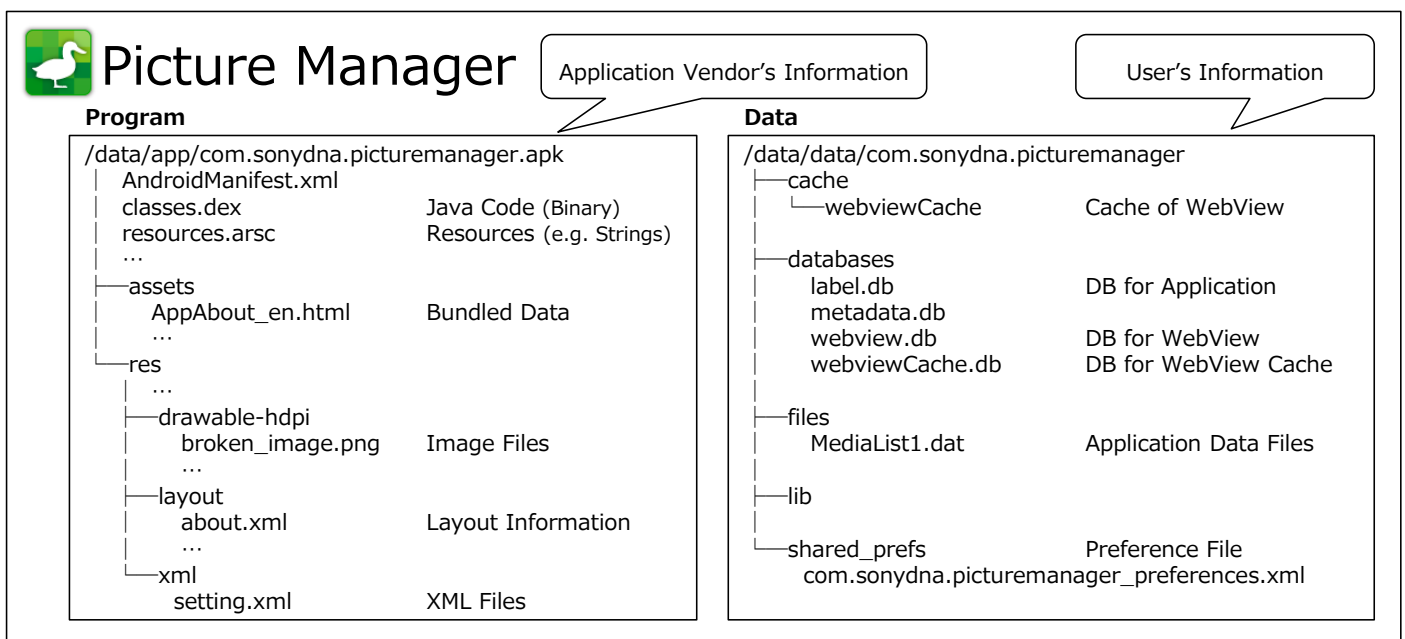 Picture Manager
Application Vendor's Information
User's Information
Program
/data/app/com.sonydna.picturemanager.apk
AndroidManifest.xml
classes.dex Java Code (Binary)
resources.arsc Resources (e.g. Strings)
…
assets
AppAbout_en.html Bundled Data
…
res
…
drawable-hdpi
broken_image.png Image Files
…
layout
about.xml Layout Information
…
xml
setting.xml XML Files
Data
/data/data/com.sonydna.picturemanager
cache
webviewCache Cache of WebView
databases
label.db DB for Application
metadata.db
webview.db DB for WebView
webviewCache.db DB for WebView Cache
files
MediaList1.dat Application Data Files
lib
shared_prefs Preference File
com.sonydna.picturemanager_preferences.xml